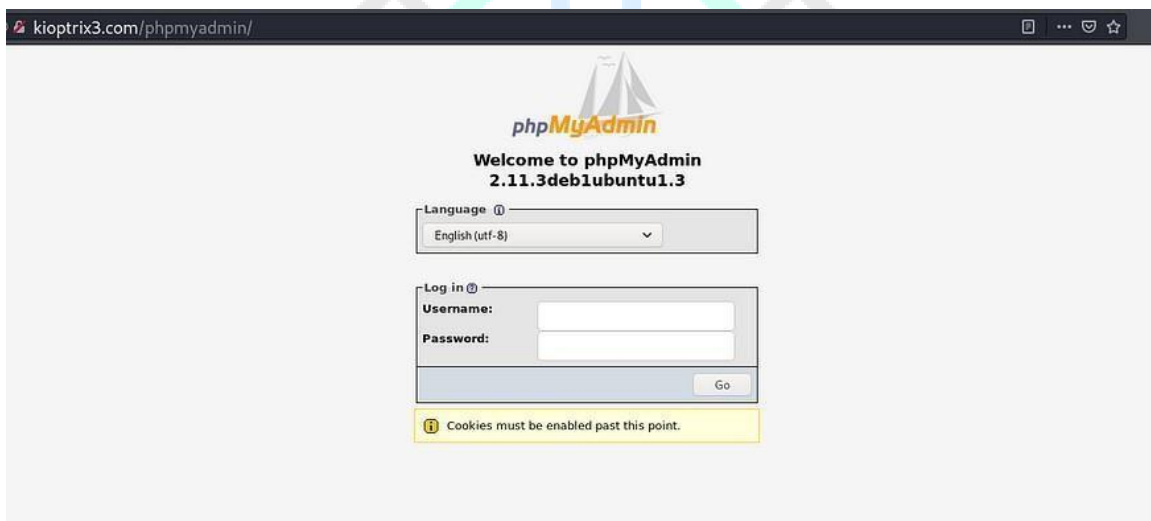 kioptrix3.com/phpmyadmin/
phpMyAdmin
Welcome to phpMyAdmin
2.11.3deb1ubuntu1.3
Language
English (utf-8)
Log in
Username:
Password:
Go
Cookies must be enabled past this point.